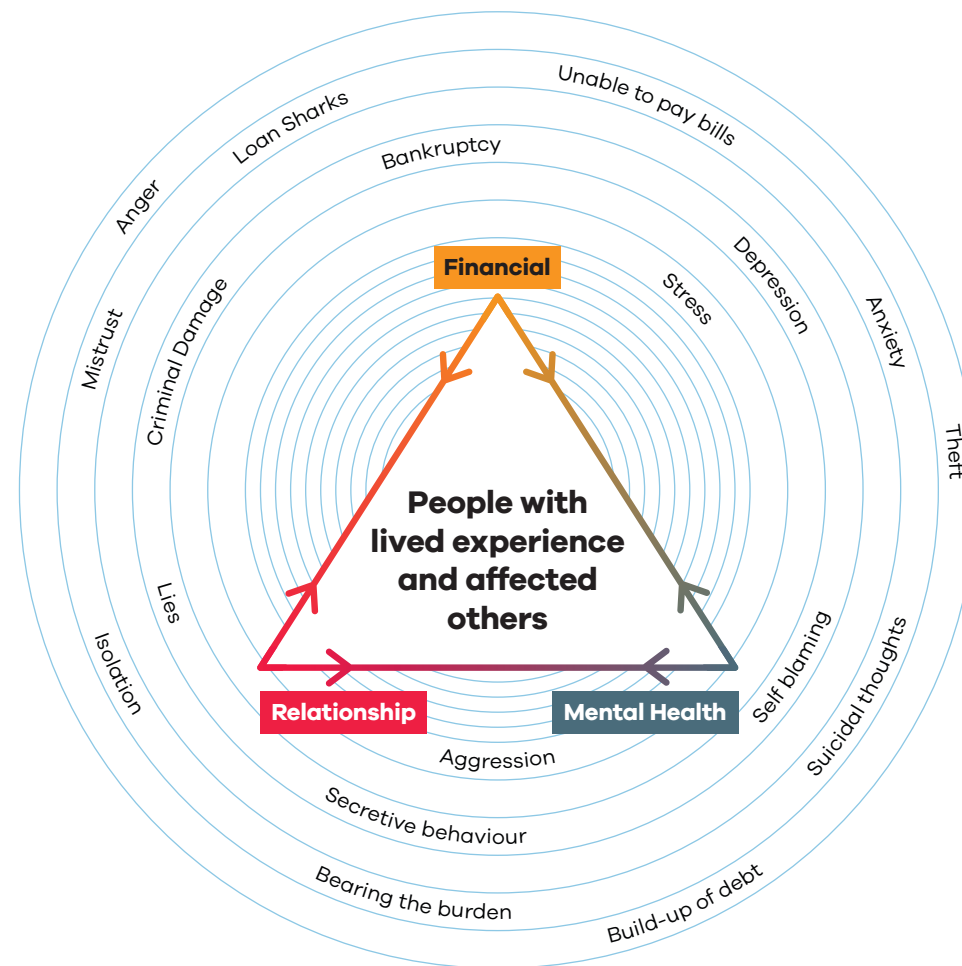 Unable to pay bills
Loan Sharks
Bankruptcy
Anger
Financial
Depression
Stress
Criminal Damage
Mistrust
Anxiety
Theft
People with
lived experience
and affected
others
Lies
Isolation
Self blaming
Suicidal thoughts
Relationship
Mental Health
Aggression
Secretive behaviour
Bearing the burden
Build-up of debt